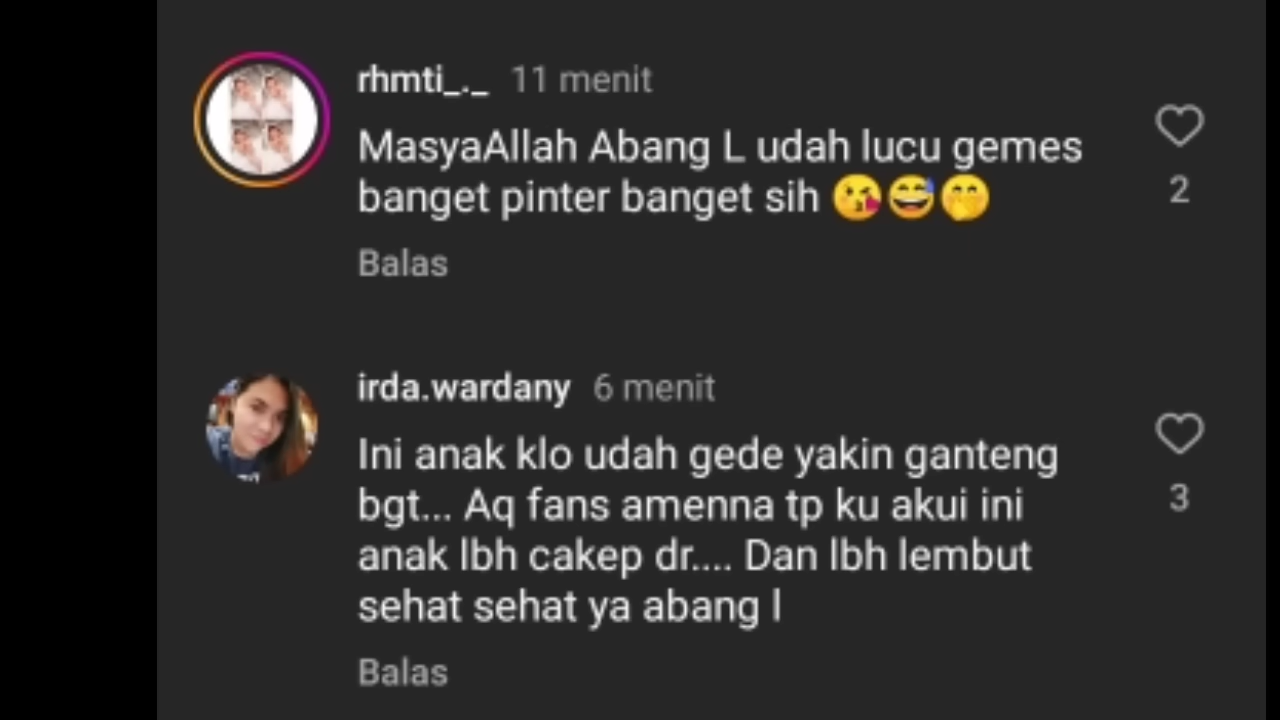 rhmti_._ 11 menit
MasyaAllah Abang L udah lucu gemes
banget pinter banget sih 😘😅🤭
2
Balas
irda.wardany 6 menit
Ini anak klo udah gede yakin ganteng
bgt... Aq fans amenna tp ku akui ini
anak lbh cakep dr.... Dan lbh lembut
sehat sehat ya abang l
3
Balas